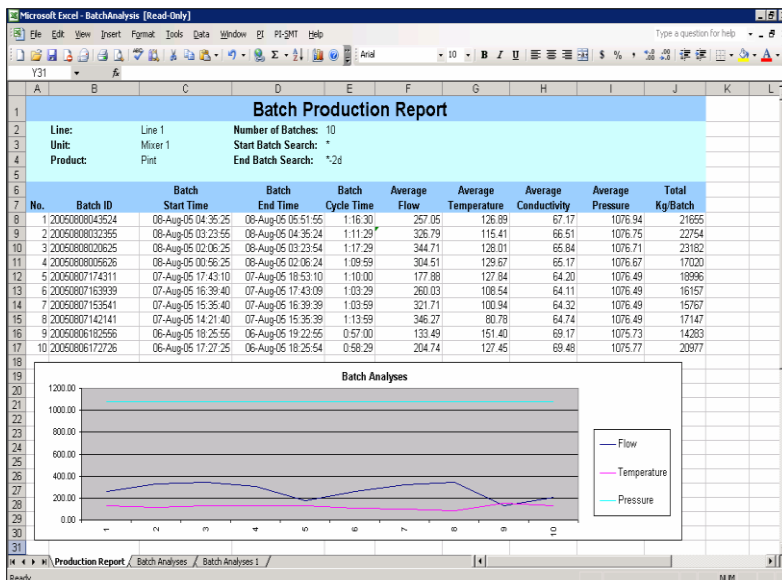 Microsoft Excel - BatchAnalysis [Read-Only]
File Edit View Insert Format Tools Data Window PI PI-SMT Help Type a question for help
Arial 10 B I U $ % ,
Y31 fx
A B C D E F G H I J K L
1 Batch Production Report
2 Line: Line 1 Number of Batches: 10
3 Unit: Mixer 1 Start Batch Search: *
4 Product: Pint End Batch Search: *-2d
5
6 Batch Batch Batch Average Average Average Average Total
7 No. Batch ID Start Time End Time Cycle Time Flow Temperature Conductivity Pressure Kg/Batch
8 1 20050808043524 08-Aug-05 04:35:25 08-Aug-05 05:51:55 1:16:30 257.05 126.89 67.17 1076.94 21655
9 2 20050808032355 08-Aug-05 03:23:55 08-Aug-05 04:35:24 1:11:29 326.79 115.41 66.51 1076.75 22754
10 3 20050808020625 08-Aug-05 02:06:25 08-Aug-05 03:23:54 1:17:29 344.71 128.01 65.84 1076.71 23182
11 4 20050808005626 08-Aug-05 00:56:25 08-Aug-05 02:06:24 1:09:59 304.51 129.67 65.17 1076.67 17020
12 5 20050807174311 07-Aug-05 17:43:10 07-Aug-05 18:53:10 1:10:00 177.88 127.84 64.20 1076.49 18996
13 6 20050807163939 07-Aug-05 16:39:40 07-Aug-05 17:43:09 1:03:29 260.03 108.54 64.11 1076.49 16157
14 7 20050807153541 07-Aug-05 15:35:40 07-Aug-05 16:39:39 1:03:59 321.71 100.94 64.32 1076.49 15767
15 8 20050807142141 07-Aug-05 14:21:40 07-Aug-05 15:35:39 1:13:59 346.27 80.78 64.74 1076.49 17147
16 9 20050806182556 06-Aug-05 18:25:55 06-Aug-05 19:22:55 0:57:00 133.49 151.40 69.17 1075.73 14283
17 10 20050806172726 06-Aug-05 17:27:25 06-Aug-05 18:25:54 0:58:29 204.74 127.45 69.48 1075.77 20977
18
19 Batch Analyses
20 1200.00
21 1000.00
22
23 800.00
24 Flow
25 600.00
26 400.00 Temperature
27
28 200.00 Pressure
29 0.00
30 1 2 3 4 5 6 7 8 9 10
31
Production Report Batch Analyses Batch Analyses 1
Ready NUM